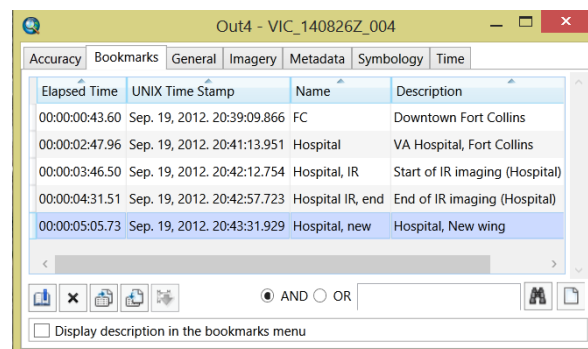 Out4 - VIC_140826Z_004
Accuracy Bookmarks General Imagery Metadata Symbology Time
Elapsed Time UNIX Time Stamp Name Description
00:00:00:43.60 Sep. 19, 2012. 20:39:09.866 FC Downtown Fort Collins
00:00:02:47.96 Sep. 19, 2012. 20:41:13.951 Hospital VA Hospital, Fort Collins
00:00:03:46.50 Sep. 19, 2012. 20:42:12.754 Hospital, IR Start of IR imaging (Hospital)
00:00:04:31.51 Sep. 19, 2012. 20:42:57.723 Hospital IR, end End of IR imaging (Hospital)
00:00:05:05.73 Sep. 19, 2012. 20:43:31.929 Hospital, new Hospital, New wing
AND OR
Display description in the bookmarks menu